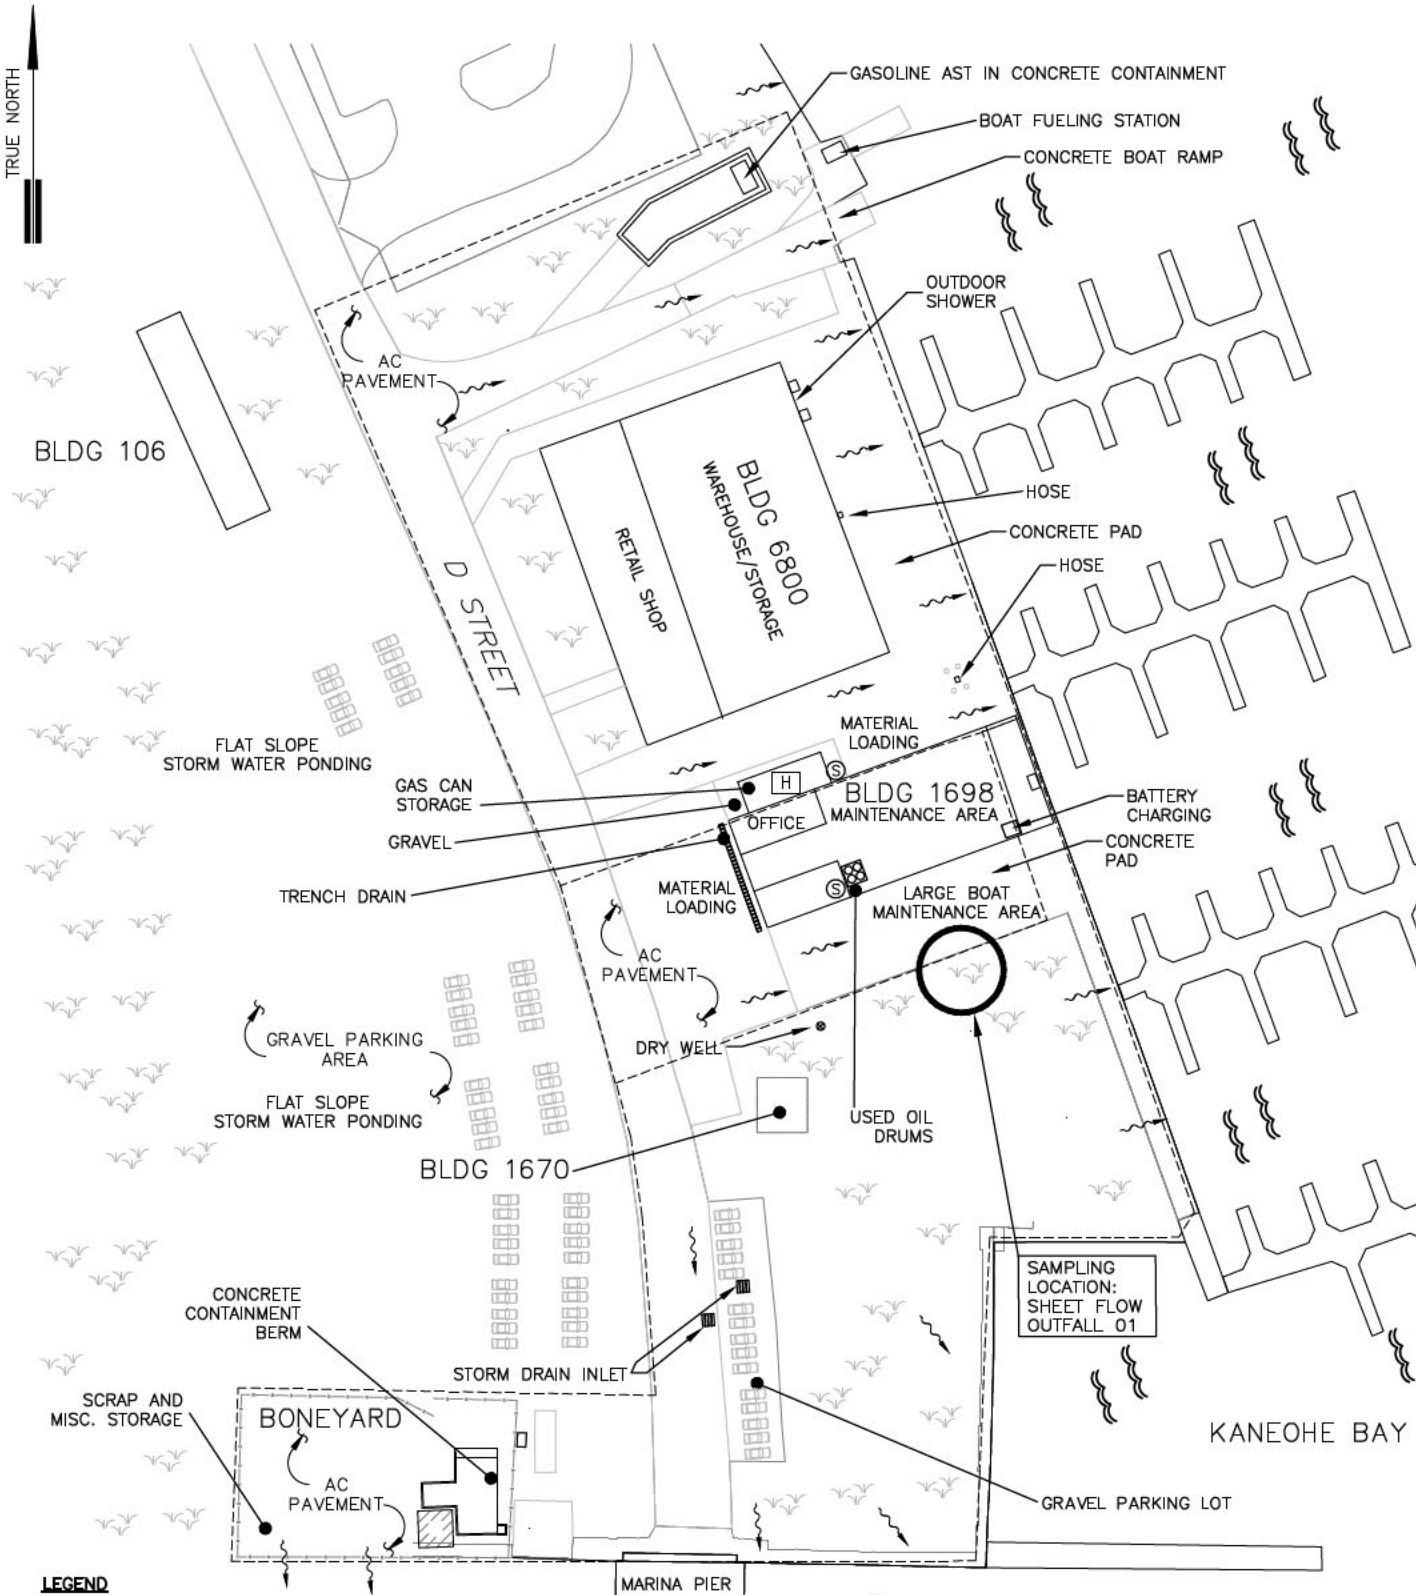 TRUE NORTH
GASOLINE AST IN CONCRETE CONTAINMENT
BOAT FUELING STATION
CONCRETE BOAT RAMP
OUTDOOR
SHOWER
AC
PAVEMENT
BLDG 106
BLDG 6800
WAREHOUSE/STORAGE
RETAIL SHOP
HOSE
CONCRETE PAD
HOSE
D STREET
FLAT SLOPE
STORM WATER PONDING
MATERIAL
LOADING
GAS CAN
STORAGE
H
S
BLDG 1698
MAINTENANCE AREA
BATTERY
CHARGING
OFFICE
GRAVEL
CONCRETE
PAD
TRENCH DRAIN
MATERIAL
LOADING
S
LARGE BOAT
MAINTENANCE AREA
AC
PAVEMENT
GRAVEL PARKING
AREA
DRY WELL
FLAT SLOPE
STORM WATER PONDING
USED OIL
DRUMS
BLDG 1670
SAMPLING
LOCATION:
SHEET FLOW
OUTFALL 01
CONCRETE
CONTAINMENT
BERM
STORM DRAIN INLET
SCRAP AND
MISC. STORAGE
BONEYARD
KANEOHE BAY
AC
PAVEMENT
GRAVEL PARKING LOT
LEGEND
MARINA PIER